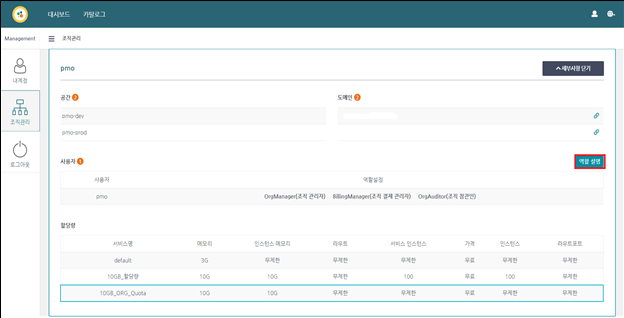 대시보드 카탈로그
Management 조직관리
내계정
조직관리
로그아웃
pmo
세부사항 닫기
공간 2 도메인 2
pmo-dev
pmo-prod
사용자 1 역할 설명
사용자 역할설정
pmo OrgManager(조직 관리자) BillingManager(조직 결제 관리자) OrgAuditor(조직 참관인)
할당량
서비스명 메모리 인스턴스 메모리 라우트 서비스 인스턴스 가격 인스턴스 라우트포트
default 3G 무제한 무제한 무제한 무료 무제한 무제한
10GB_할당량 10G 10G 무제한 100 무료 100 무제한
10GB_ORG_Quota 10G 10G 무제한 무제한 무료 무제한 무제한